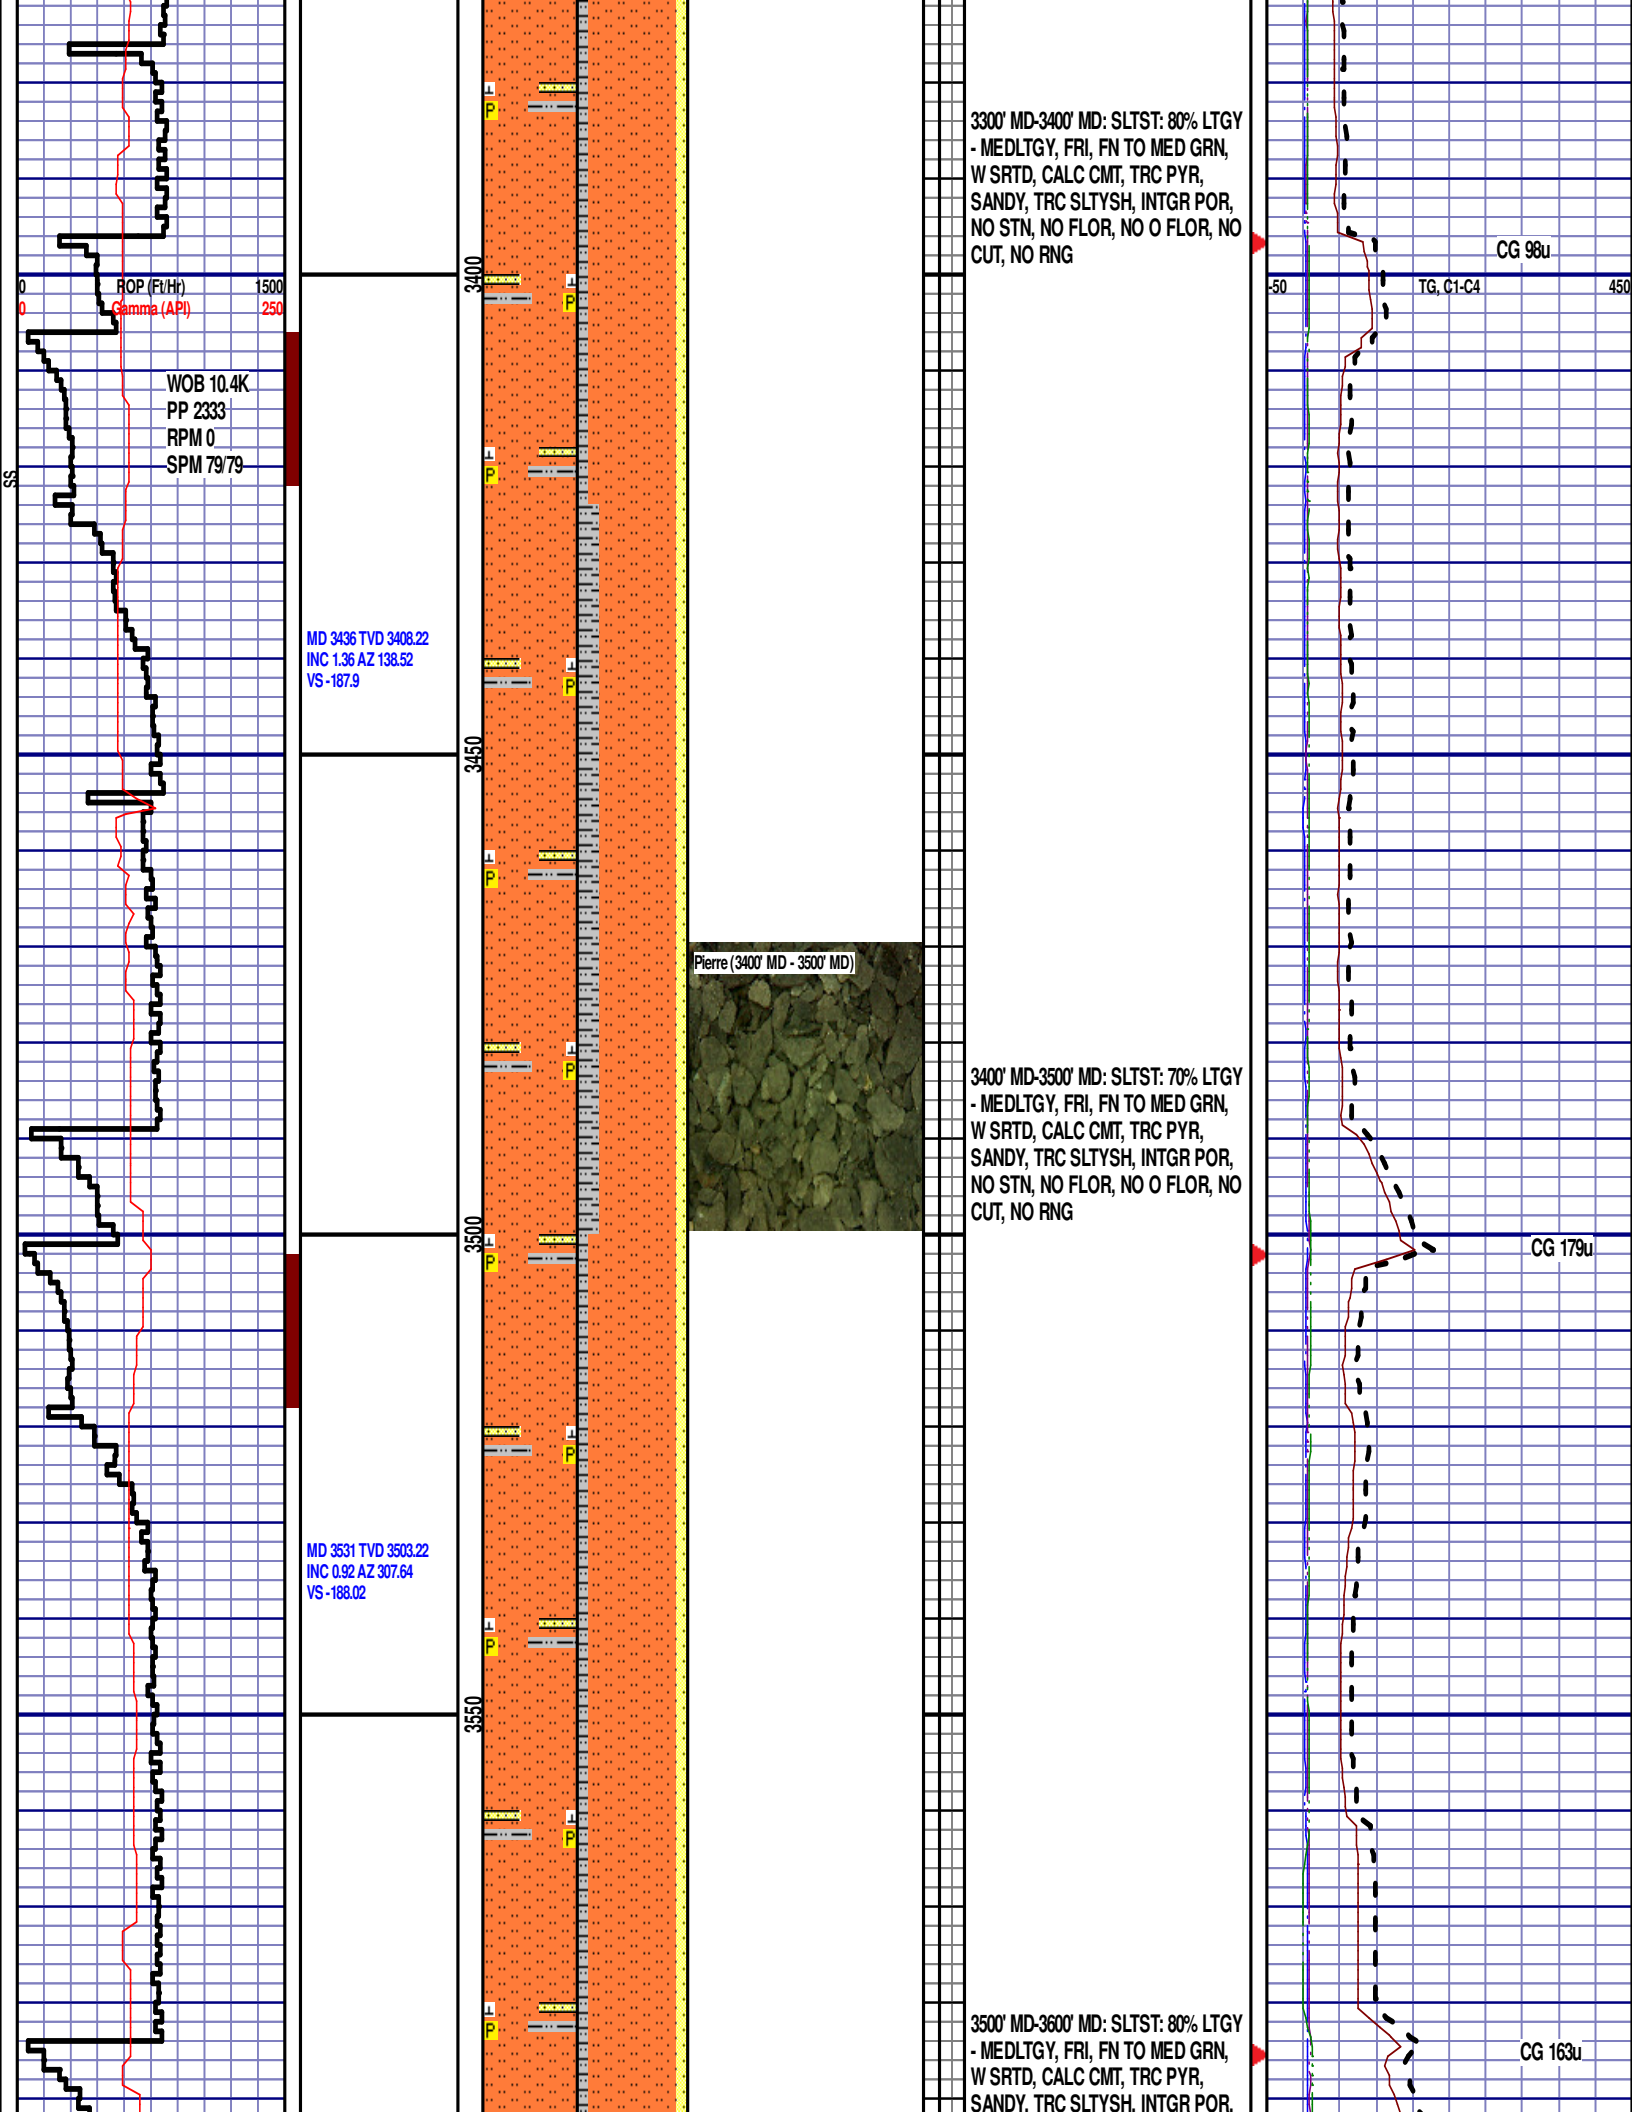 3300' MD-3400' MD: SLTST: 80% LTGY
- MEDLTGY, FRI, FN TO MED GRN,
W SRTD, CALC CMT, TRC PYR,
SANDY, TRC SLTYSH, INTGR POR,
NO STN, NO FLOR, NO O FLOR, NO
CUT, NO RNG
CG 98u
3400
0 ROP (Ft/Hr) 1500
0 Gamma (API) 250
-50 TG, C1-C4 450
WOB 10.4K
PP 2333
RPM 0
SPM 79/79
SS
MD 3436 TVD 3408.22
INC 1.36 AZ 138.52
VS -187.9
3450
Pierre (3400' MD - 3500' MD)
3400' MD-3500' MD: SLTST: 70% LTGY
- MEDLTGY, FRI, FN TO MED GRN,
W SRTD, CALC CMT, TRC PYR,
SANDY, TRC SLTYSH, INTGR POR,
NO STN, NO FLOR, NO O FLOR, NO
CUT, NO RNG
3500
CG 179u
MD 3531 TVD 3503.22
INC 0.92 AZ 307.64
VS -188.02
3550
3500' MD-3600' MD: SLTST: 80% LTGY
- MEDLTGY, FRI, FN TO MED GRN,
W SRTD, CALC CMT, TRC PYR,
SANDY, TRC SLTYSH, INTGR POR,
CG 163u
P
P
P
P
P
P
P
P
P
P
P